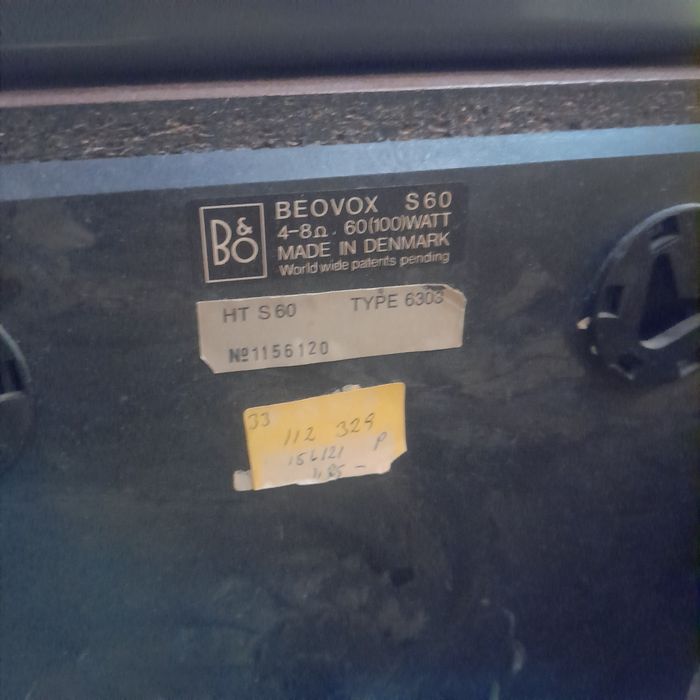 B&O
BEOVOX S60
4-8Ω . 60(100)WATT
MADE IN DENMARK
World wide patents pending
HT S60 TYPE 6303
Nº1156120
33
112 329
P